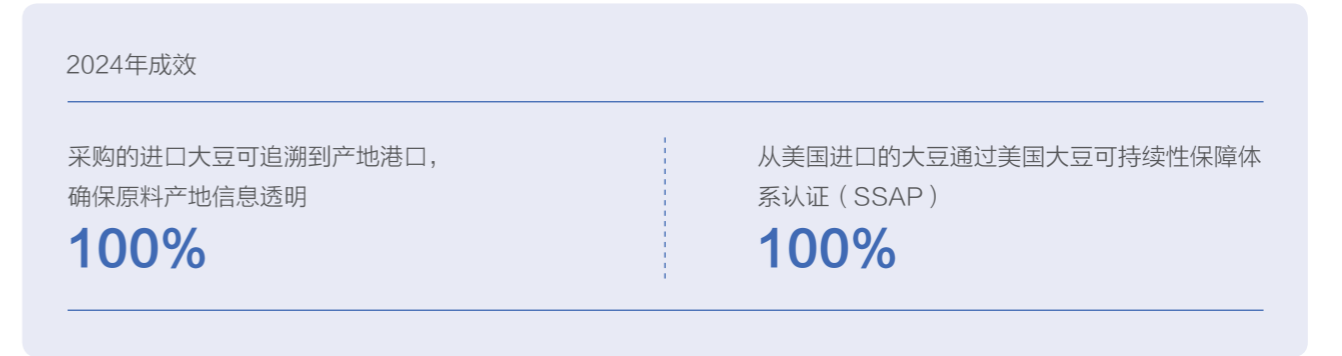 2024年成效
采购的进口大豆可追溯到产地港口，
确保原料产地信息透明
100%
从美国进口的大豆通过美国大豆可持续性保障体
系认证（SSAP）
100%